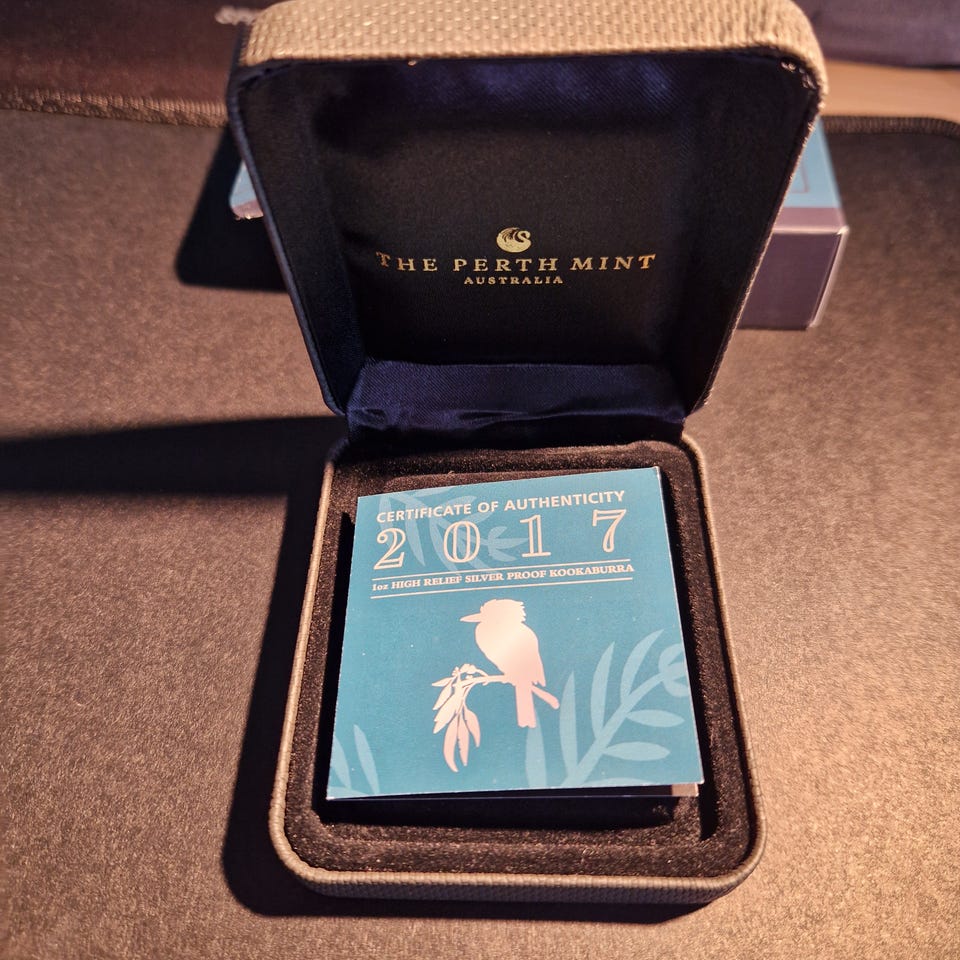 THE PERTH MINT
AUSTRALIA
CERTIFICATE OF AUTHENTICITY
2017
1oz HIGH RELIEF SILVER PROOF KOOKABURRA